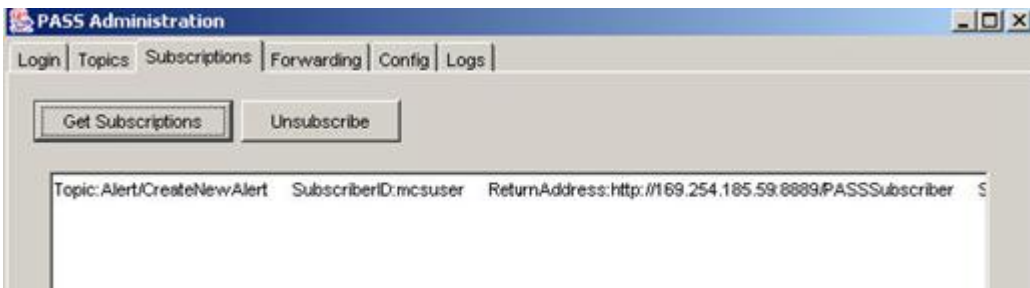 PASS Administration
Login Topics Subscriptions Forwarding Config Logs
Get Subscriptions Unsubscribe
Topic:Alert/CreateNewAlert SubscriberID:mcsuser ReturnAddress:http://169.254.185.59:8889/PASSSubscriber S